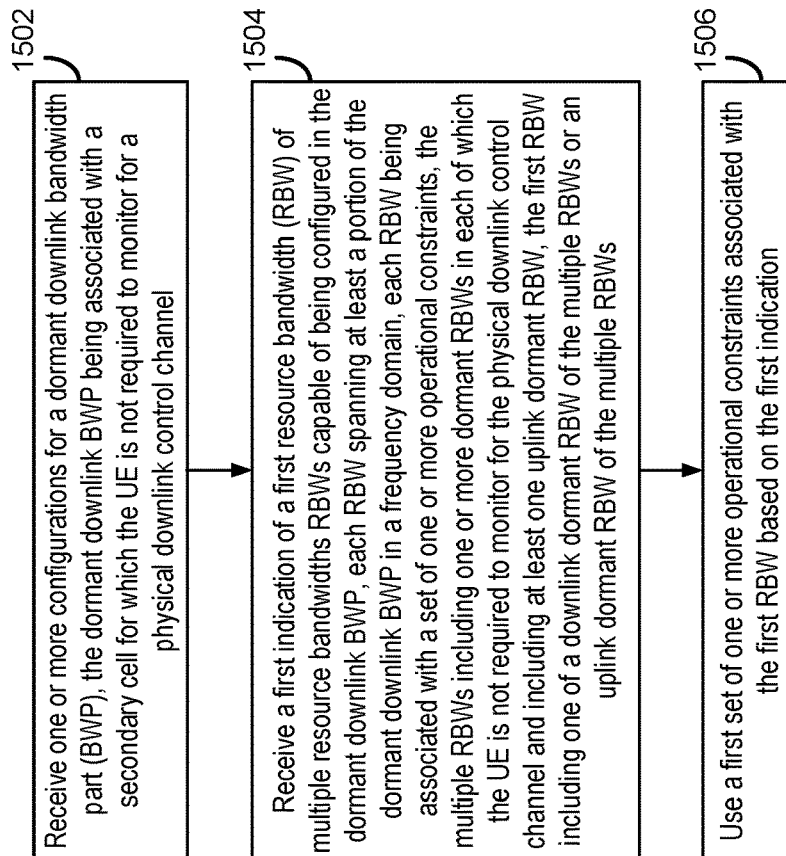 1502
Receive one or more configurations for a dormant downlink bandwidth
part (BWP), the dormant downlink BWP being associated with a
secondary cell for which the UE is not required to monitor for a
physical downlink control channel
1504
Receive a first indication of a first resource bandwidth (RBW) of
multiple resource bandwidths RBWs capable of being configured in the
dormant downlink BWP, each RBW spanning at least a portion of the
dormant downlink BWP in a frequency domain, each RBW being
associated with a set of one or more operational constraints, the
multiple RBWs including one or more dormant RBWs in each of which
the UE is not required to monitor for the physical downlink control
channel and including at least one uplink dormant RBW, the first RBW
including one of a downlink dormant RBW of the multiple RBWs or an
uplink dormant RBW of the multiple RBWs
1506
Use a first set of one or more operational constraints associated with
the first RBW based on the first indication